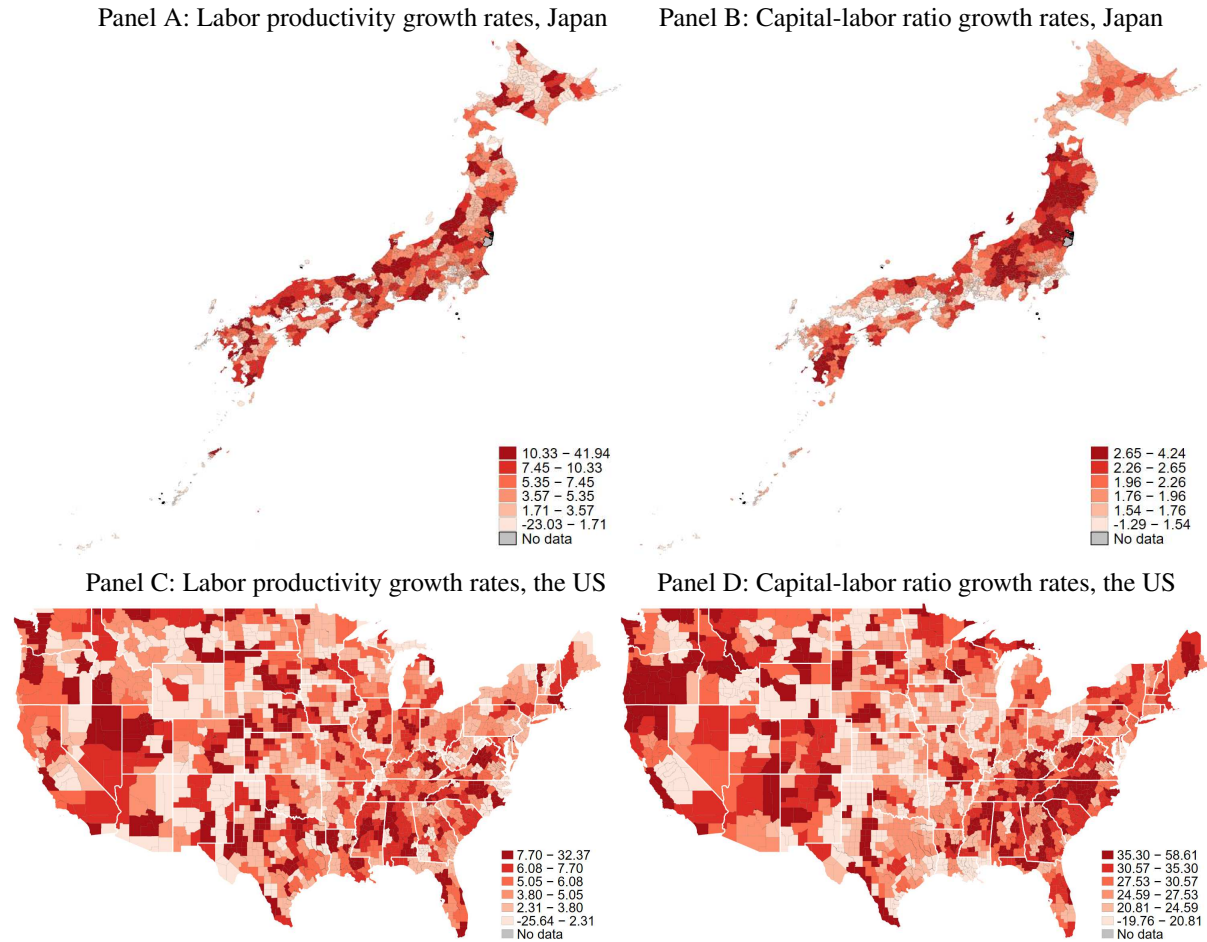 Panel A: Labor productivity growth rates, Japan
Panel B: Capital-labor ratio growth rates, Japan
10.33 – 41.94
7.45 – 10.33
5.35 – 7.45
3.57 – 5.35
1.71 – 3.57
-23.03 – 1.71
No data
2.65 – 4.24
2.26 – 2.65
1.96 – 2.26
1.76 – 1.96
1.54 – 1.76
-1.29 – 1.54
No data
Panel C: Labor productivity growth rates, the US
Panel D: Capital-labor ratio growth rates, the US
7.70 – 32.37
6.08 – 7.70
5.05 – 6.08
3.80 – 5.05
2.31 – 3.80
-25.64 – 2.31
No data
35.30 – 58.61
30.57 – 35.30
27.53 – 30.57
24.59 – 27.53
20.81 – 24.59
-19.76 – 20.81
No data